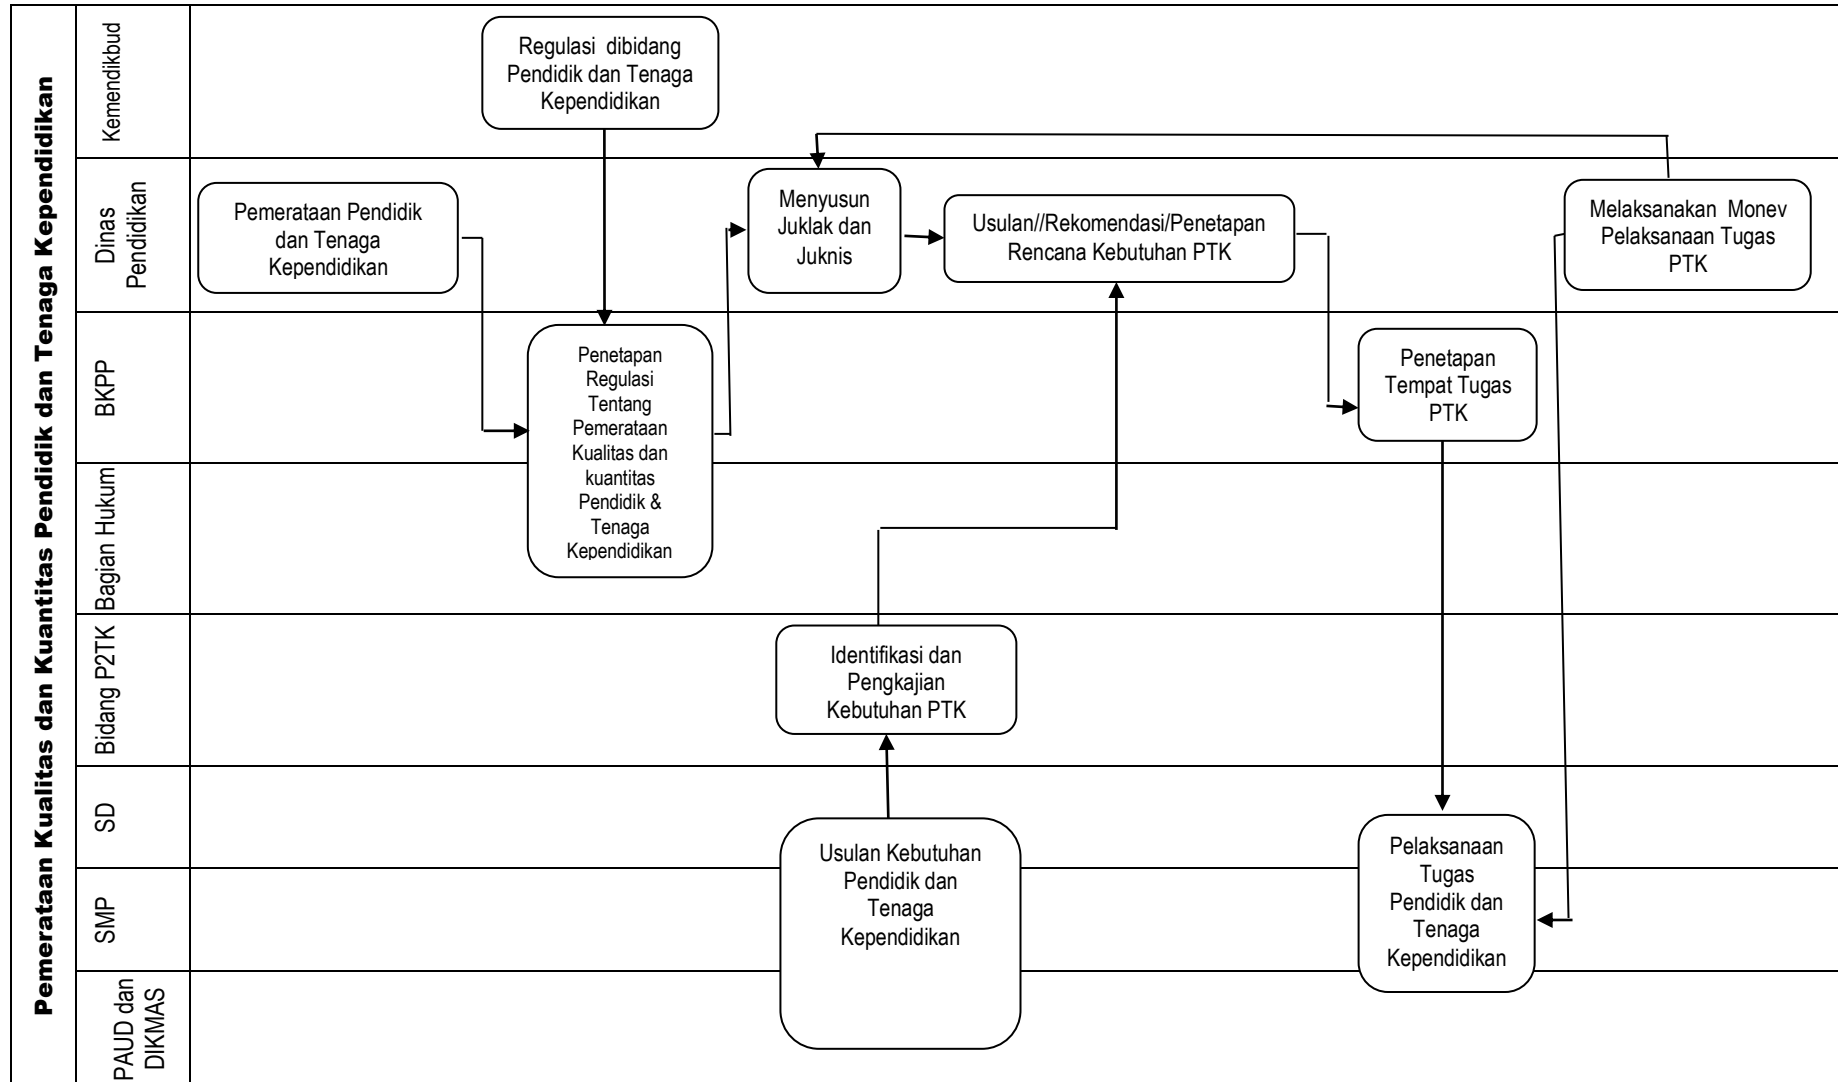 Pemerataan Kualitas dan Kuantitas Pendidik dan Tenaga Kependidikan
Kemendikbud
Regulasi dibidang
Pendidik dan Tenaga
Kependidikan
Dinas
Pendidikan
Pemerataan Pendidik
dan Tenaga
Kependidikan
Menyusun
Juklak dan
Juknis
Usulan//Rekomendasi/Penetapan
Rencana Kebutuhan PTK
Melaksanakan Monev
Pelaksanaan Tugas
PTK
BKPP
Penetapan
Regulasi
Tentang
Pemerataan
Kualitas dan
kuantitas
Pendidik &
Tenaga
Kependidikan
Penetapan
Tempat Tugas
PTK
Bagian Hukum
Bidang P2TK
Identifikasi dan
Pengkajian
Kebutuhan PTK
SD
Usulan Kebutuhan
Pendidik dan
Tenaga
Kependidikan
Pelaksanaan
Tugas
Pendidik dan
Tenaga
Kependidikan
SMP
PAUD dan
DIKMAS